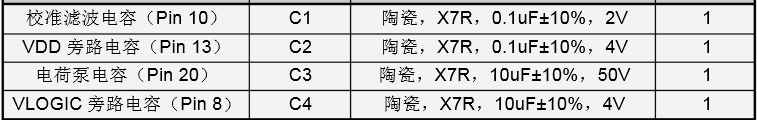 校准滤波电容（Pin 10） C1 陶瓷，X7R，0.1uF±10%，2V 1
VDD 旁路电容（Pin 13） C2 陶瓷，X7R，0.1uF±10%，4V 1
电荷泵电容（Pin 20） C3 陶瓷，X7R，10uF±10%，50V 1
VLOGIC 旁路电容（Pin 8） C4 陶瓷，X7R，10uF±10%，4V 1